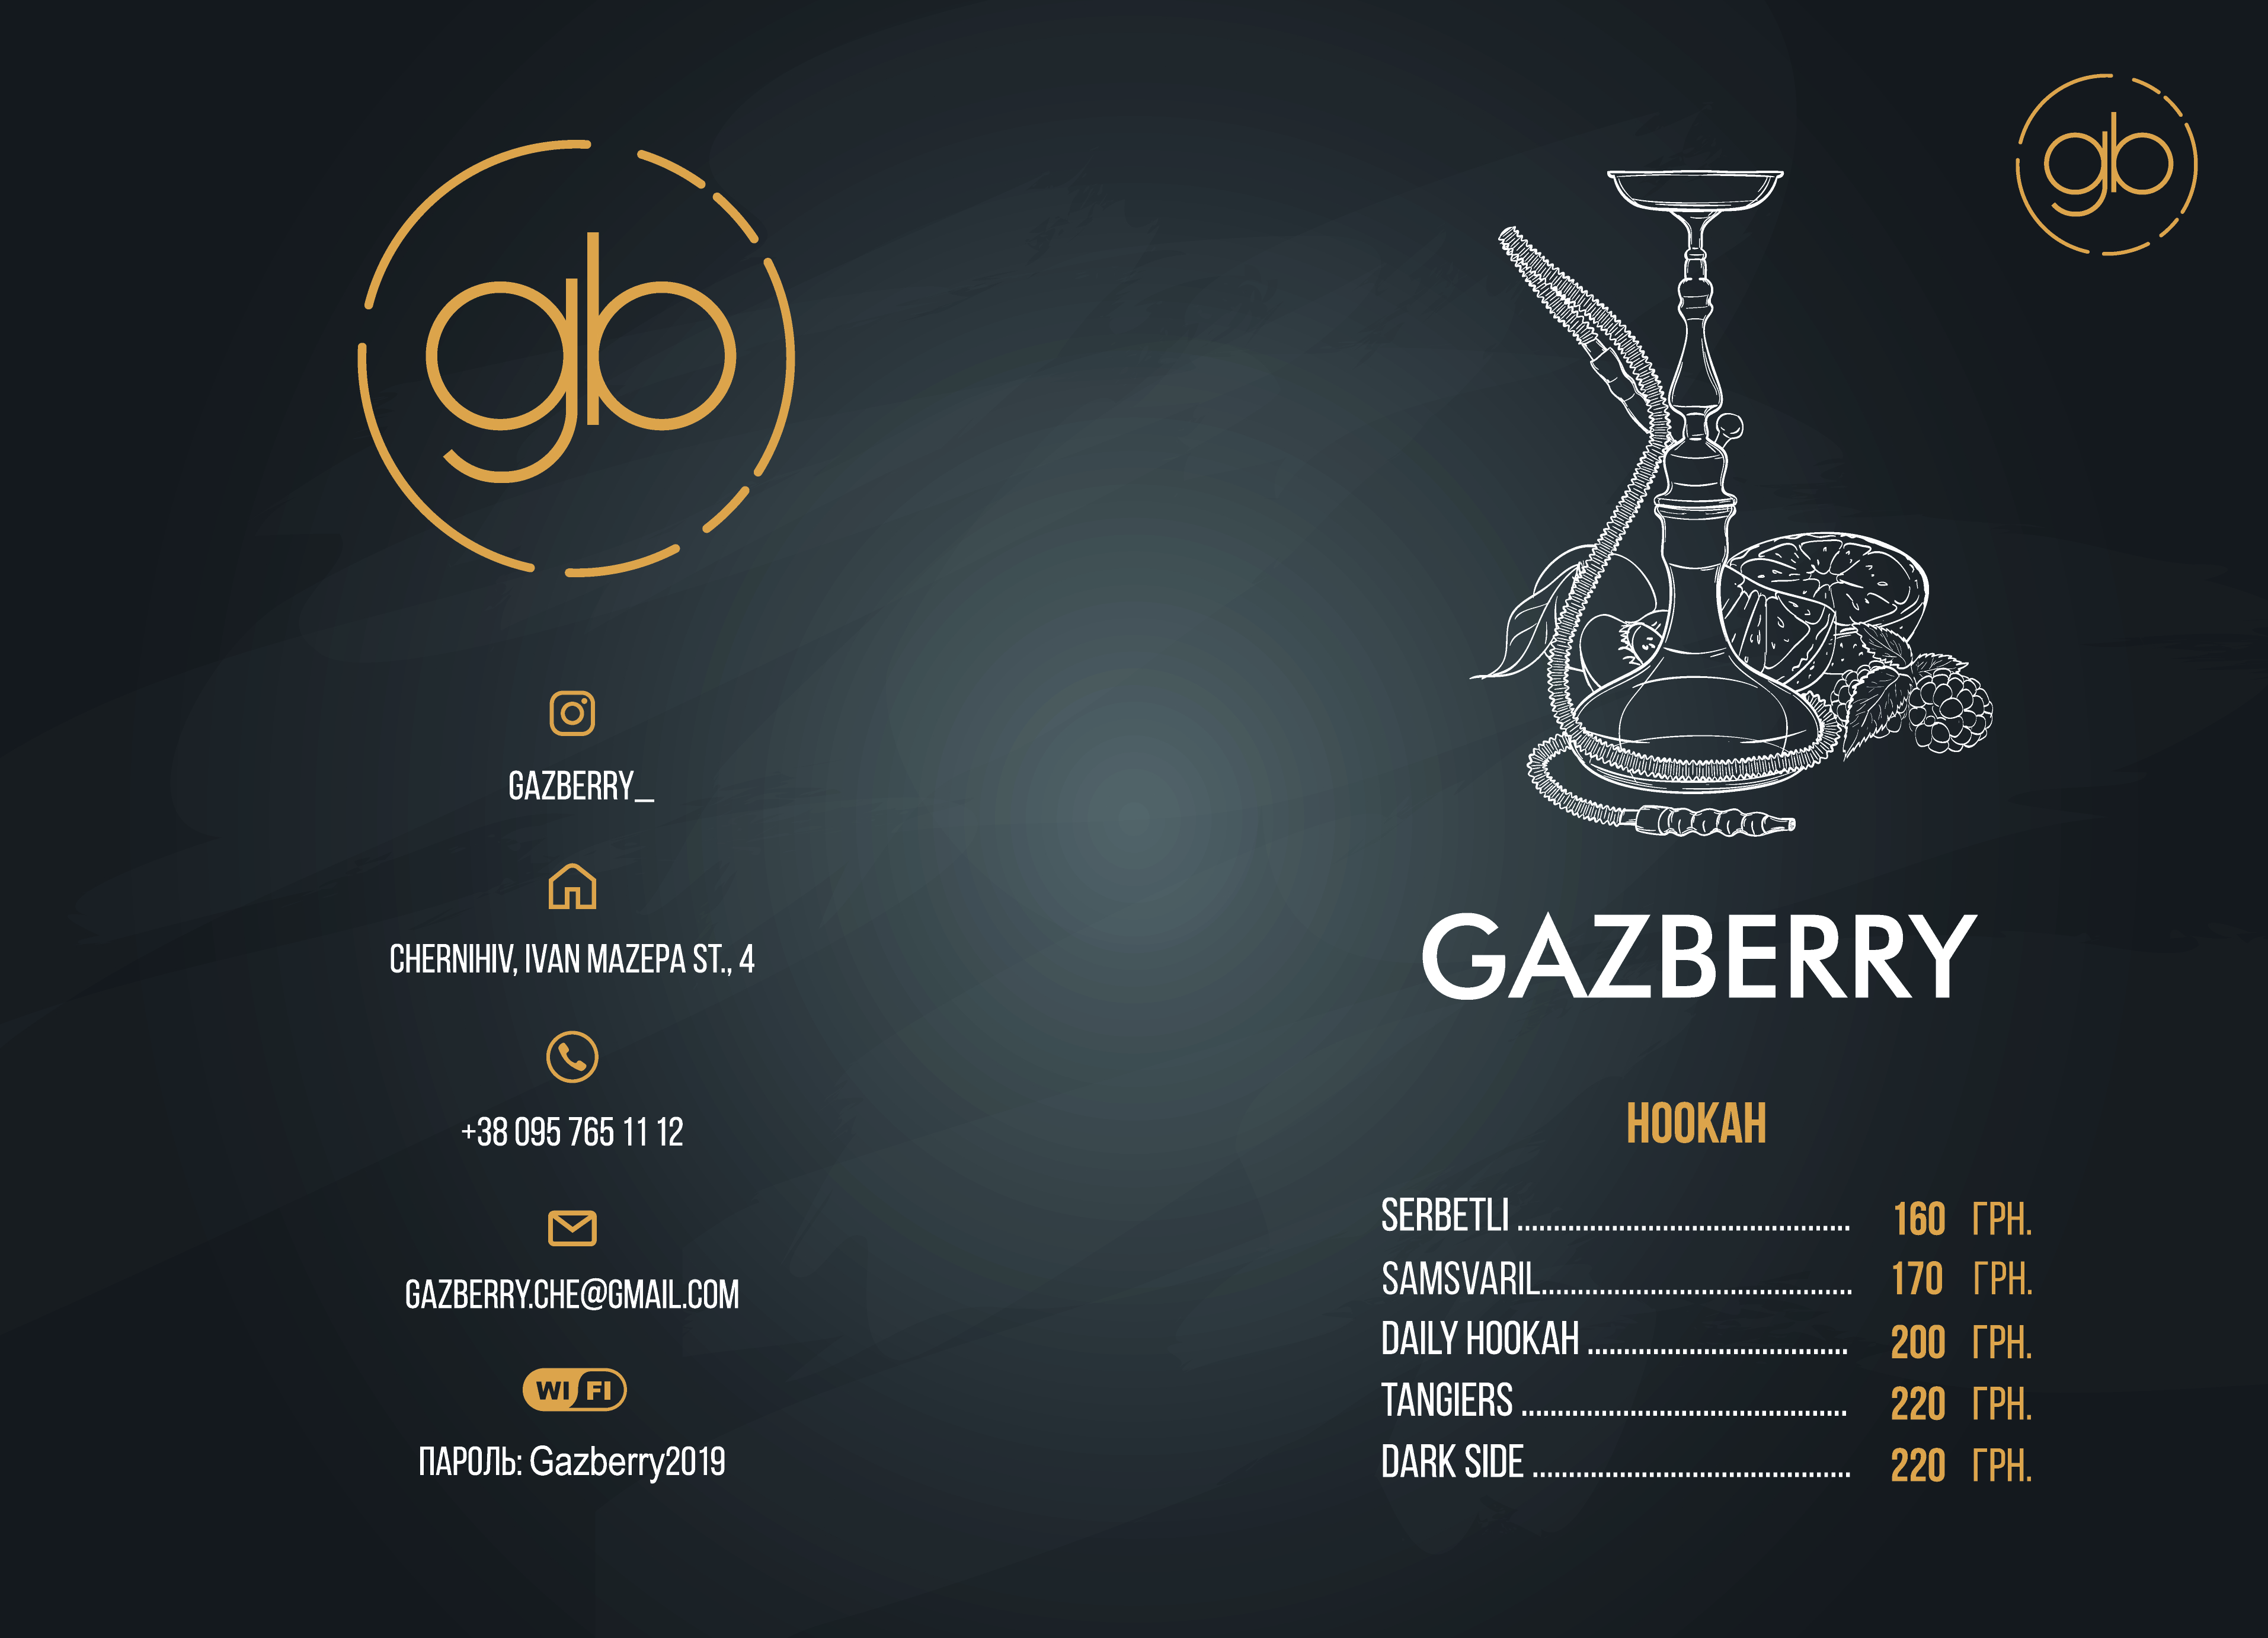 gb
GAZBERRY_
CHERNIHIV, IVAN MAZEPA ST., 4
+38 095 765 11 12
GAZBERRY.CHE@GMAIL.COM
WI FI
ПАРОЛЬ: Gazberry2019
gb
GAZBERRY
HOOKAH
SERBETLI .............................................. 160 ГРН.
SAMSVARIL........................................... 170 ГРН.
DAILY HOOKAH .................................... 200 ГРН.
TANGIERS ............................................. 220 ГРН.
DARK SIDE ............................................ 220 ГРН.